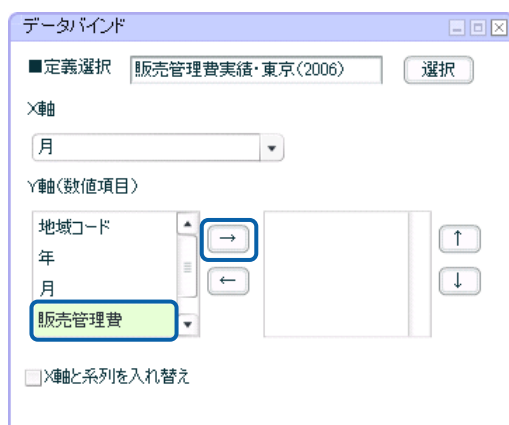 データバインド
■定義選択 販売管理費実績・東京(2006) 選択
X軸
月
Y軸(数値項目)
地域コード
年
月
販売管理費
→
←
↑
↓
X軸と系列を入れ替え